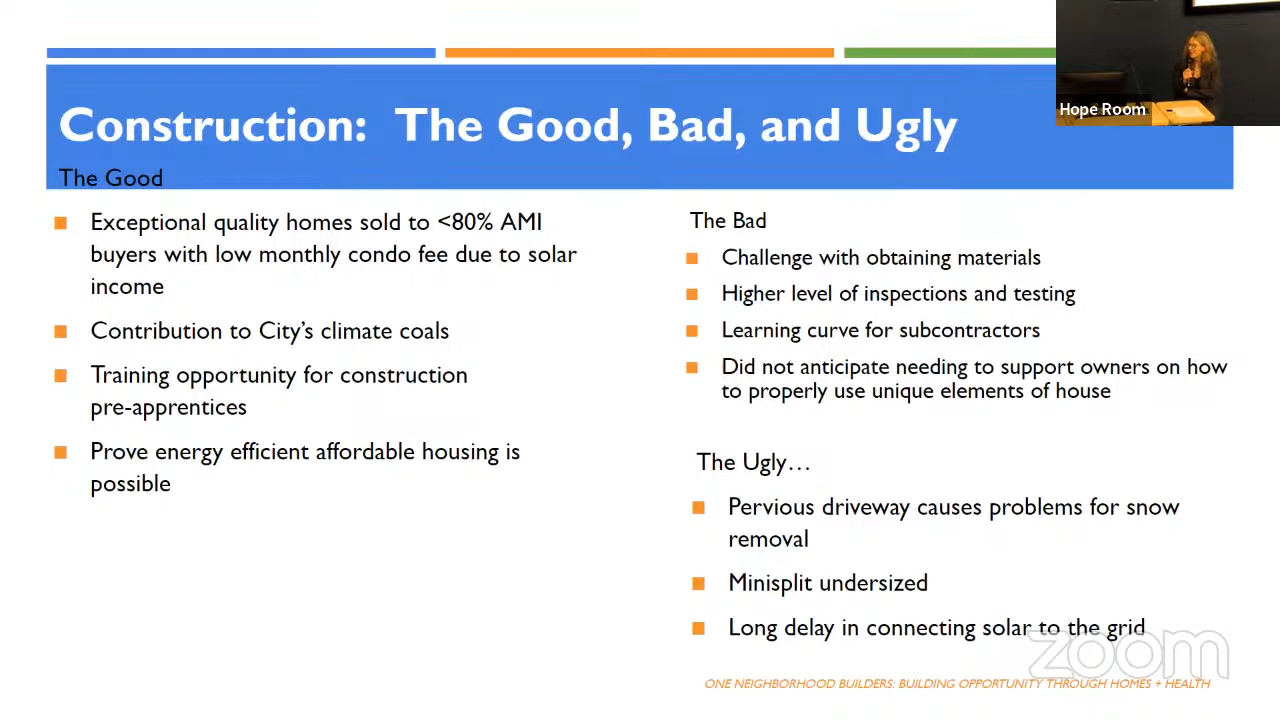 Construction: The Good, Bad, and Ugly
Hope Room
The Good
Exceptional quality homes sold to <80% AMI
buyers with low monthly condo fee due to solar
income
Contribution to City's climate coals
Training opportunity for construction
pre-apprentices
Prove energy efficient affordable housing is
possible
The Bad
Challenge with obtaining materials
Higher level of inspections and testing
Learning curve for subcontractors
Did not anticipate needing to support owners on how
to properly use unique elements of house
The Ugly…
Pervious driveway causes problems for snow
removal
Minisplit undersized
Long delay in connecting solar to the grid
zoom
ONE NEIGHBORHOOD BUILDERS: BUILDING OPPORTUNITY THROUGH HOMES + HEALTH